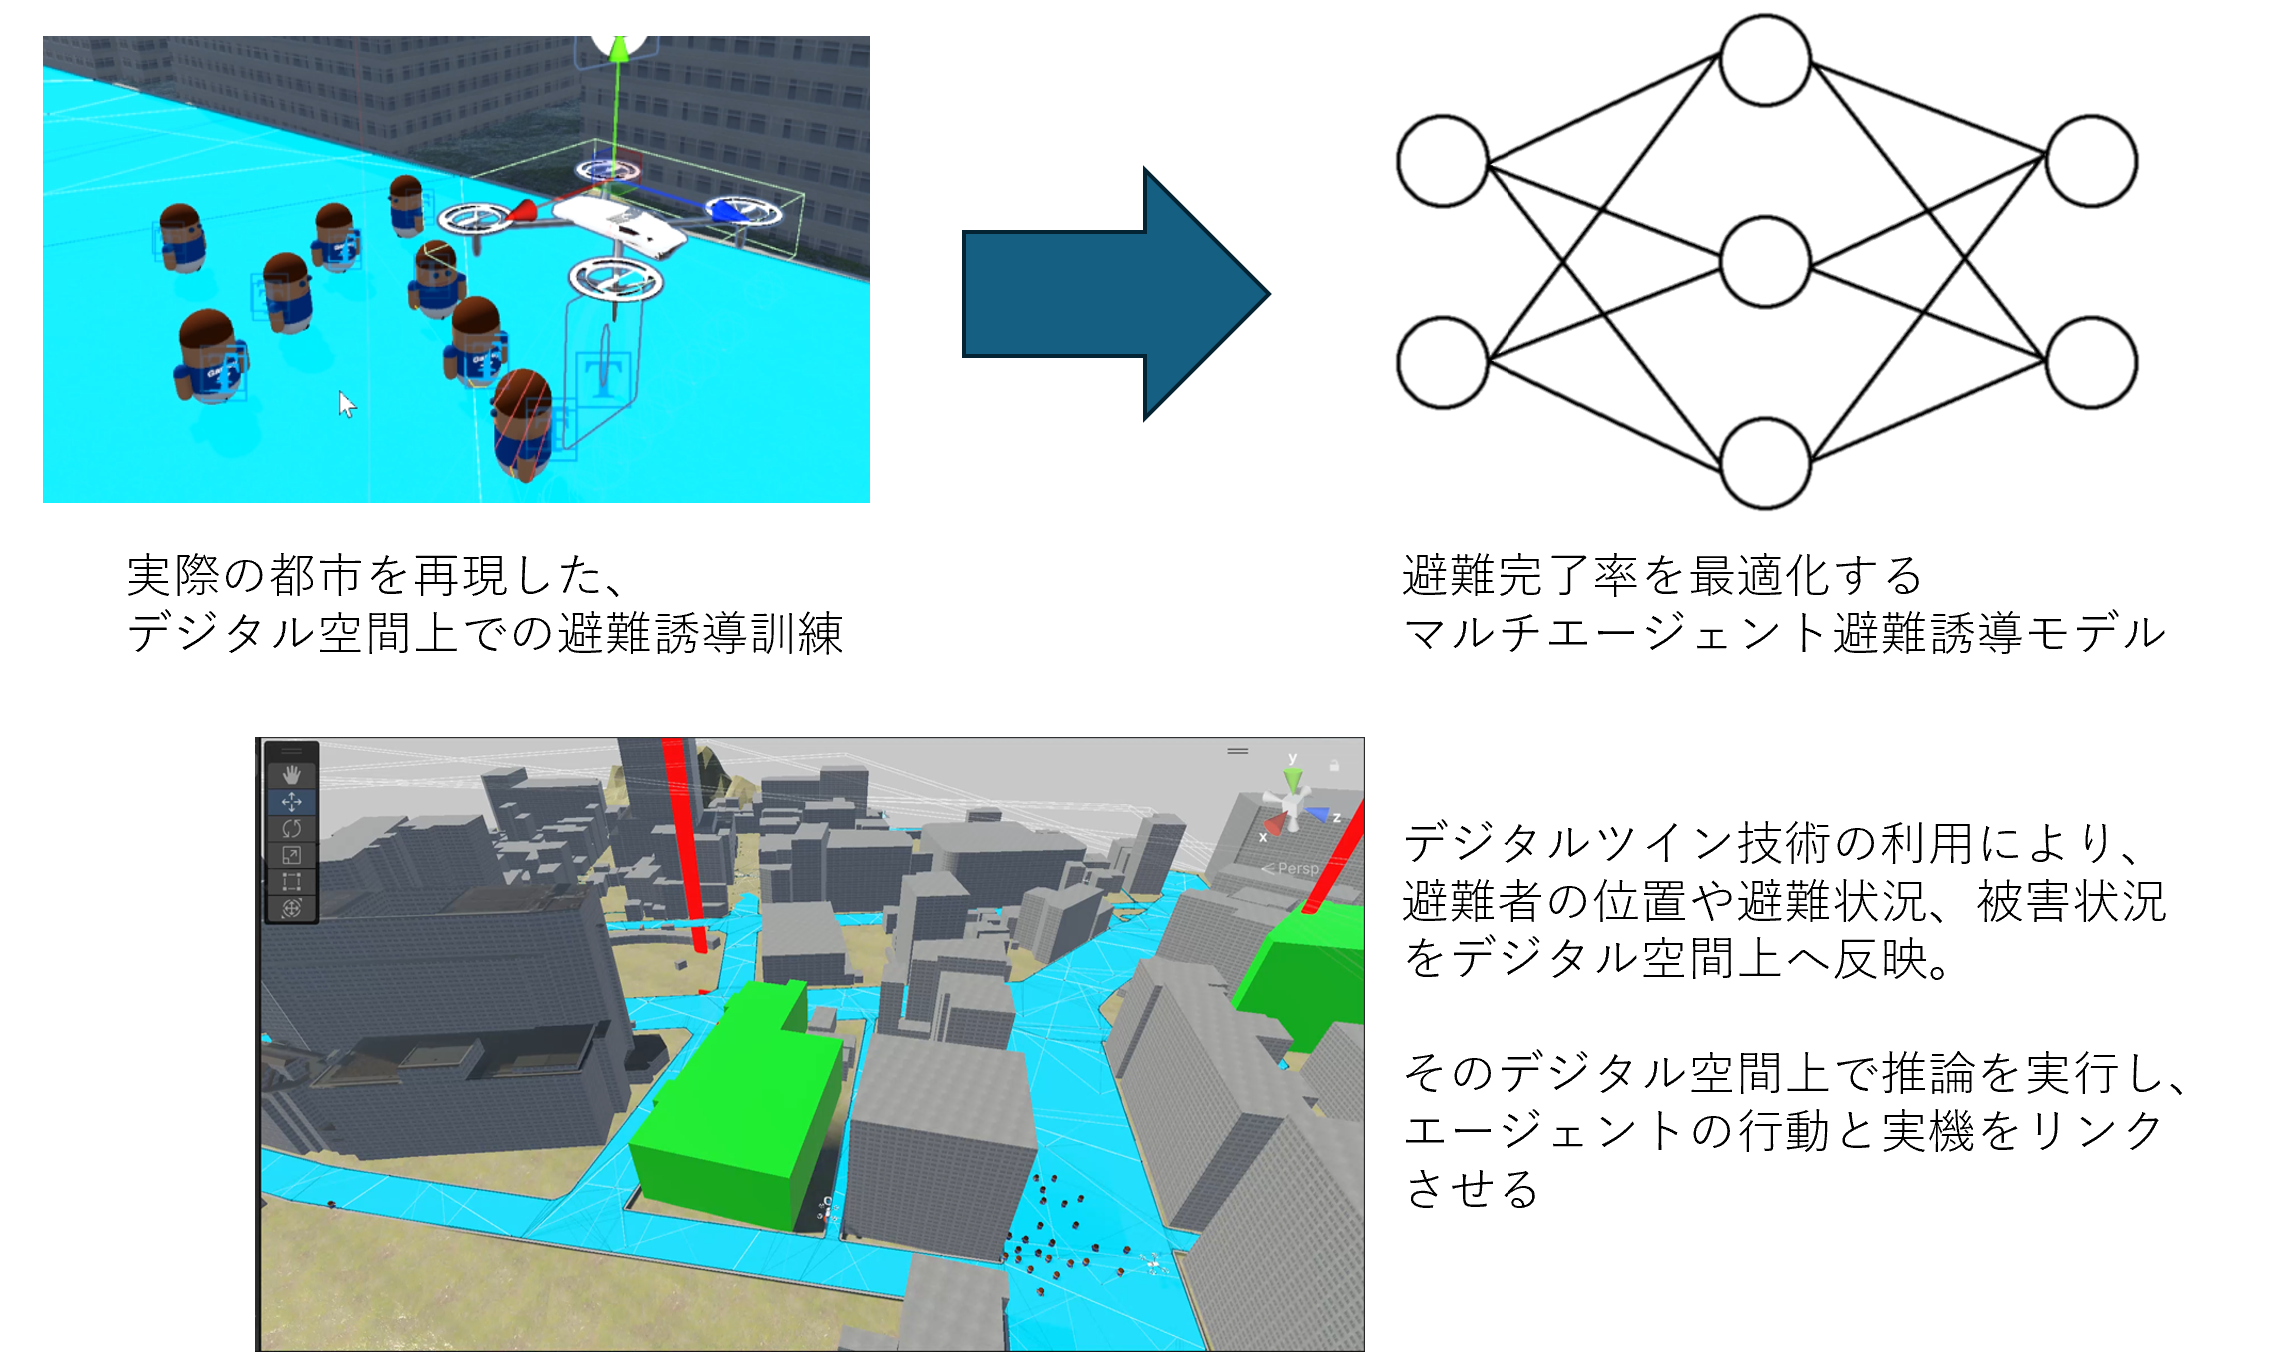 実際の都市を再現した、
デジタル空間上での避難誘導訓練
避難完了率を最適化する
マルチエージェント避難誘導モデル
y
z
x
Persp
デジタルツイン技術の利用により、
避難者の位置や避難状況、被害状況
をデジタル空間上へ反映。
そのデジタル空間上で推論を実行し、
エージェントの行動と実機をリンク
させる